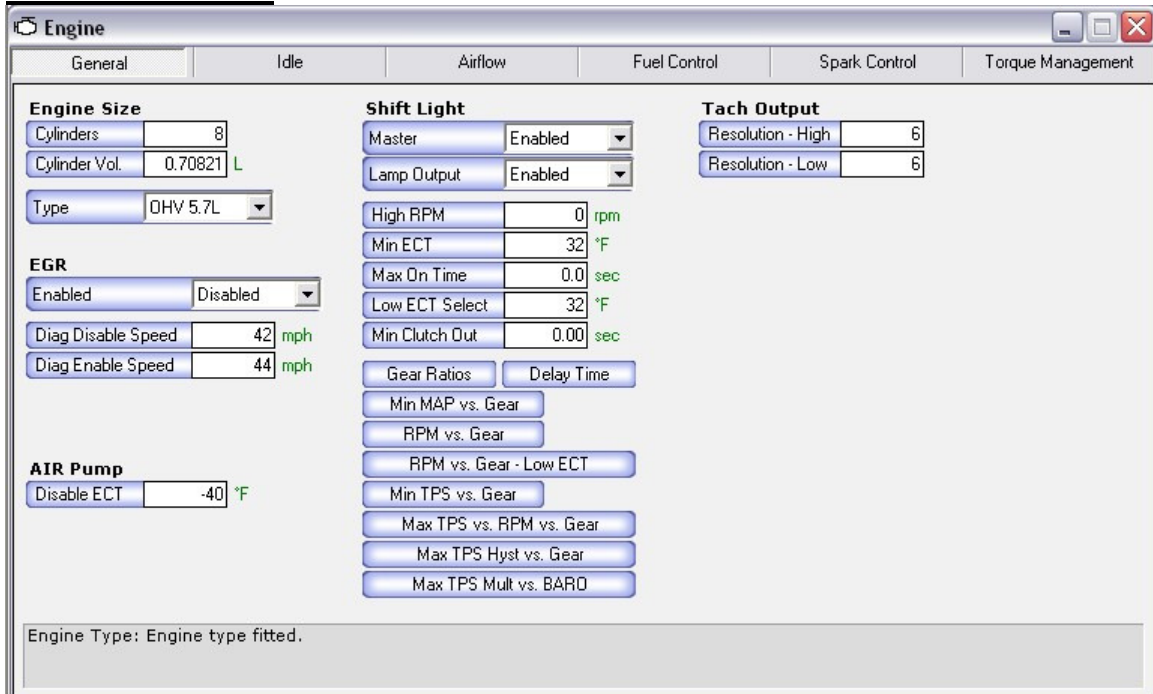 Engine
General Idle Airflow Fuel Control Spark Control Torque Management
Engine Size
Cylinders 8
Cylinder Vol. 0.70821 L
Type OHV 5.7L
EGR
Enabled Disabled
Diag Disable Speed 42 mph
Diag Enable Speed 44 mph
AIR Pump
Disable ECT -40 °F
Shift Light
Master Enabled
Lamp Output Enabled
High RPM 0 rpm
Min ECT 32 °F
Max On Time 0.0 sec
Low ECT Select 32 °F
Min Clutch Out 0.00 sec
Gear Ratios Delay Time
Min MAP vs. Gear
RPM vs. Gear
RPM vs. Gear - Low ECT
Min TPS vs. Gear
Max TPS vs. RPM vs. Gear
Max TPS Hyst vs. Gear
Max TPS Mult vs. BARO
Tach Output
Resolution - High 6
Resolution - Low 6
Engine Type: Engine type fitted.